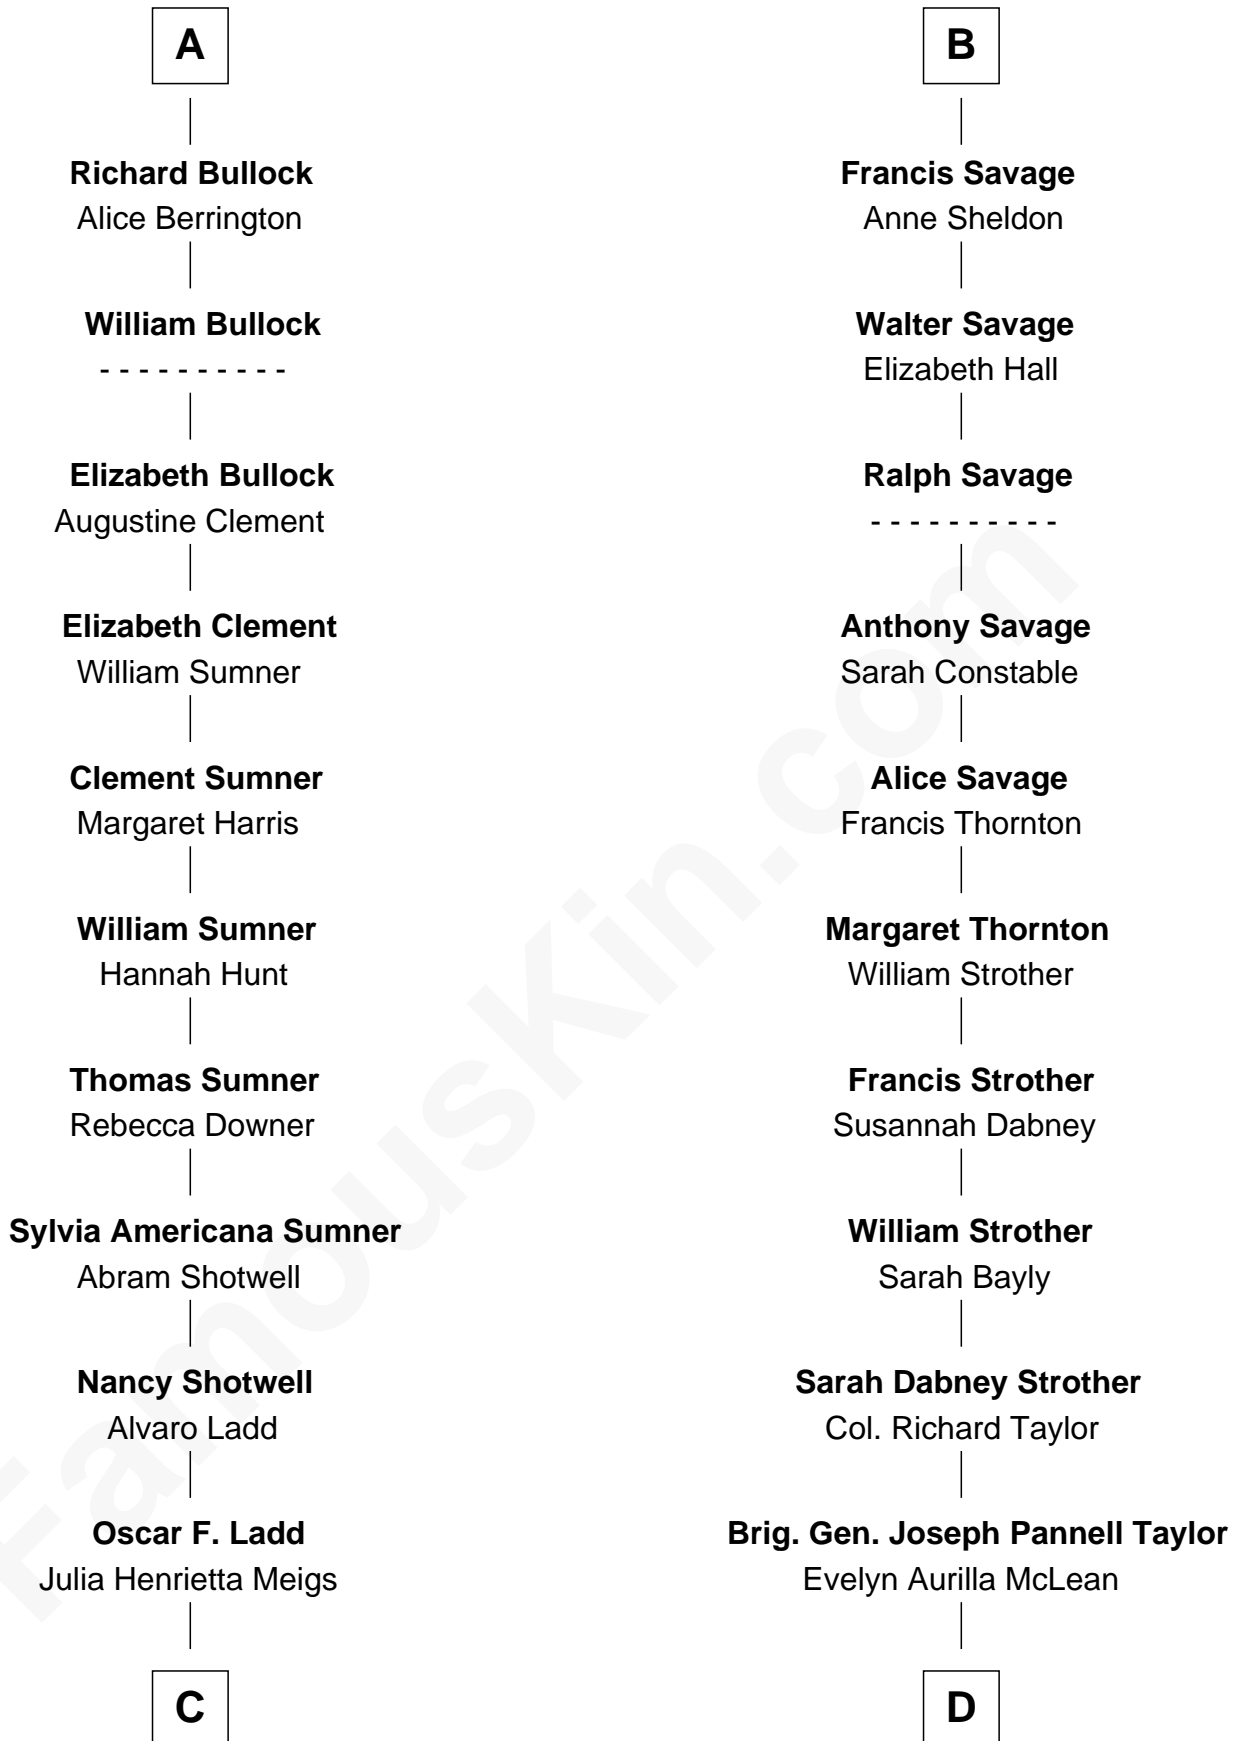 A
Richard Bullock
Alice Berrington
William Bullock
- - - - - - - - - -
Elizabeth Bullock
Augustine Clement
Elizabeth Clement
William Sumner
Clement Sumner
Margaret Harris
William Sumner
Hannah Hunt
Thomas Sumner
Rebecca Downer
Sylvia Americana Sumner
Abram Shotwell
Nancy Shotwell
Alvaro Ladd
Oscar F. Ladd
Julia Henrietta Meigs
C
B
Francis Savage
Anne Sheldon
Walter Savage
Elizabeth Hall
Ralph Savage
- - - - - - - - - -
Anthony Savage
Sarah Constable
Alice Savage
Francis Thornton
Margaret Thornton
William Strother
Francis Strother
Susannah Dabney
William Strother
Sarah Bayly
Sarah Dabney Strother
Col. Richard Taylor
Brig. Gen. Joseph Pannell Taylor
Evelyn Aurilla McLean
D
FamousKin.com